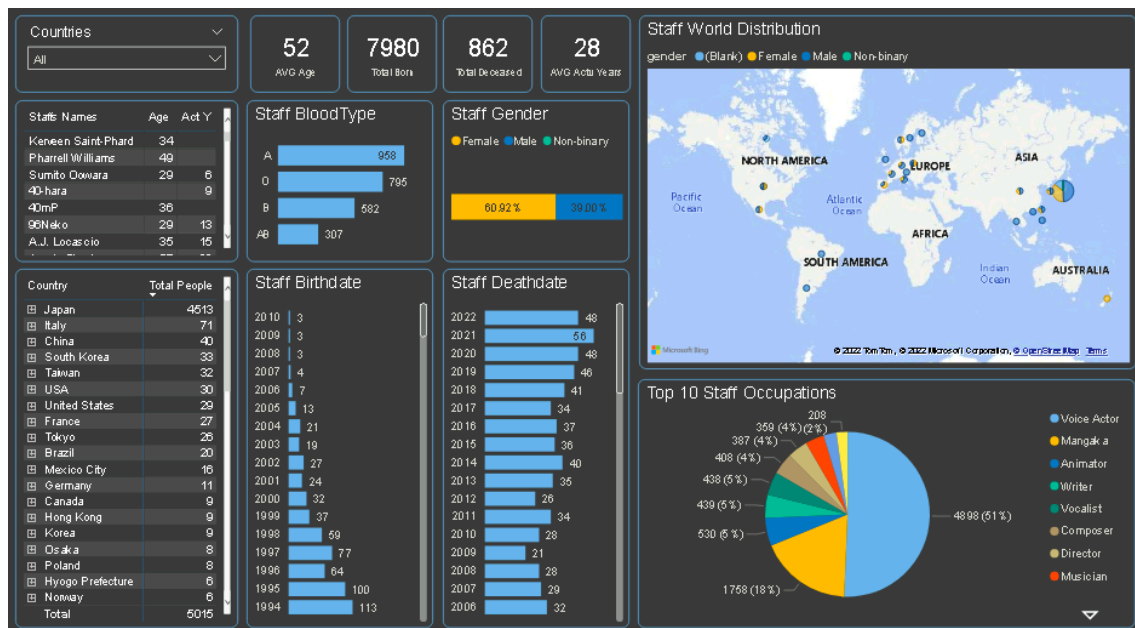 Countries
All
52
AVG Age
7980
Total Born
862
Total Deceased
28
AVG Actu Years
Staffs Names Age Act Y
Kerveen Saint-Phard 34
Pharrell Williams 49
Sumito Oowara 29 6
40-hara 9
40mP 36
96Neko 29 13
A.J. Locascio 35 15
Staff BloodType
A 958
O 795
B 582
AB 307
Staff Gender
Female Male Non-binary
60.92% 39.00%
Country Total People
Japan 4513
Italy 71
China 40
South Korea 33
Taiwan 32
USA 30
United States 29
France 27
Tokyo 26
Brazil 20
Mexico City 16
Germany 11
Canada 9
Hong Kong 9
Korea 9
Osaka 8
Poland 8
Hyogo Prefecture 6
Norway 6
Total 5015
Staff Birthdate
2010 3
2009 3
2008 3
2007 4
2006 7
2005 13
2004 21
2003 19
2002 27
2001 24
2000 32
1999 37
1998 59
1997 77
1996 64
1995 100
1994 113
Staff Deathdate
2022 48
2021 56
2020 48
2019 46
2018 41
2017 34
2016 37
2015 36
2014 40
2013 35
2012 26
2011 34
2010 28
2009 21
2008 28
2007 29
2006 32
Staff World Distribution
gender (Blank) Female Male Non-binary
NORTH AMERICA
EUROPE
ASIA
Pacific
Ocean
Atlantic
Ocean
AFRICA
SOUTH AMERICA
Indian
Ocean
AUSTRALIA
Microsoft Bing
© 2022 TomTom, © 2022 Microsoft Corporation, © OpenStreetMap Terms
Top 10 Staff Occupations
208
(2%)
359 (4%)
387 (4%)
408 (4%)
438 (5%)
439 (5%)
530 (5%)
1758 (18%)
4898 (51%)
Voice Actor
Mangaka
Animator
Writer
Vocalist
Composer
Director
Musician